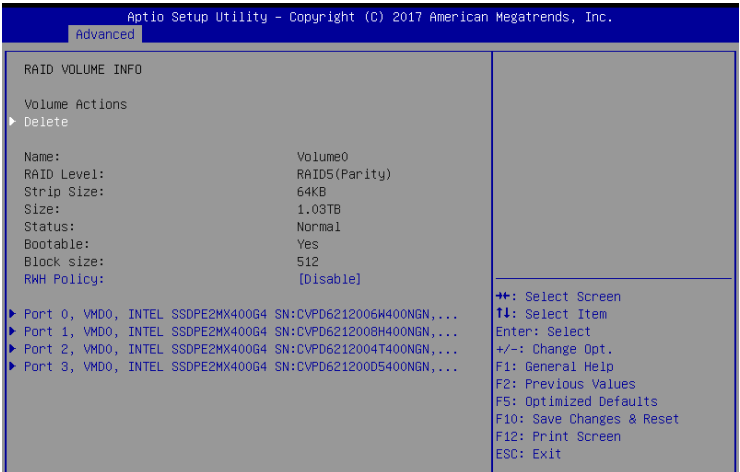 Aptio Setup Utility – Copyright (C) 2017 American Megatrends, Inc.
Advanced
RAID VOLUME INFO
Volume Actions
▶ Delete
Name: Volume0
RAID Level: RAID5(Parity)
Strip Size: 64KB
Size: 1.03TB
Status: Normal
Bootable: Yes
Block size: 512
RWH Policy: [Disable]
▶ Port 0, VMD0, INTEL SSDPE2MX400G4 SN:CVPD6212006W400NGN,...
▶ Port 1, VMD0, INTEL SSDPE2MX400G4 SN:CVPD6212008H400NGN,...
▶ Port 2, VMD0, INTEL SSDPE2MX400G4 SN:CVPD6212004T400NGN,...
▶ Port 3, VMD0, INTEL SSDPE2MX400G4 SN:CVPD621200D5400NGN,...
→←: Select Screen
↑↓: Select Item
Enter: Select
+/-: Change Opt.
F1: General Help
F2: Previous Values
F5: Optimized Defaults
F10: Save Changes & Reset
F12: Print Screen
ESC: Exit